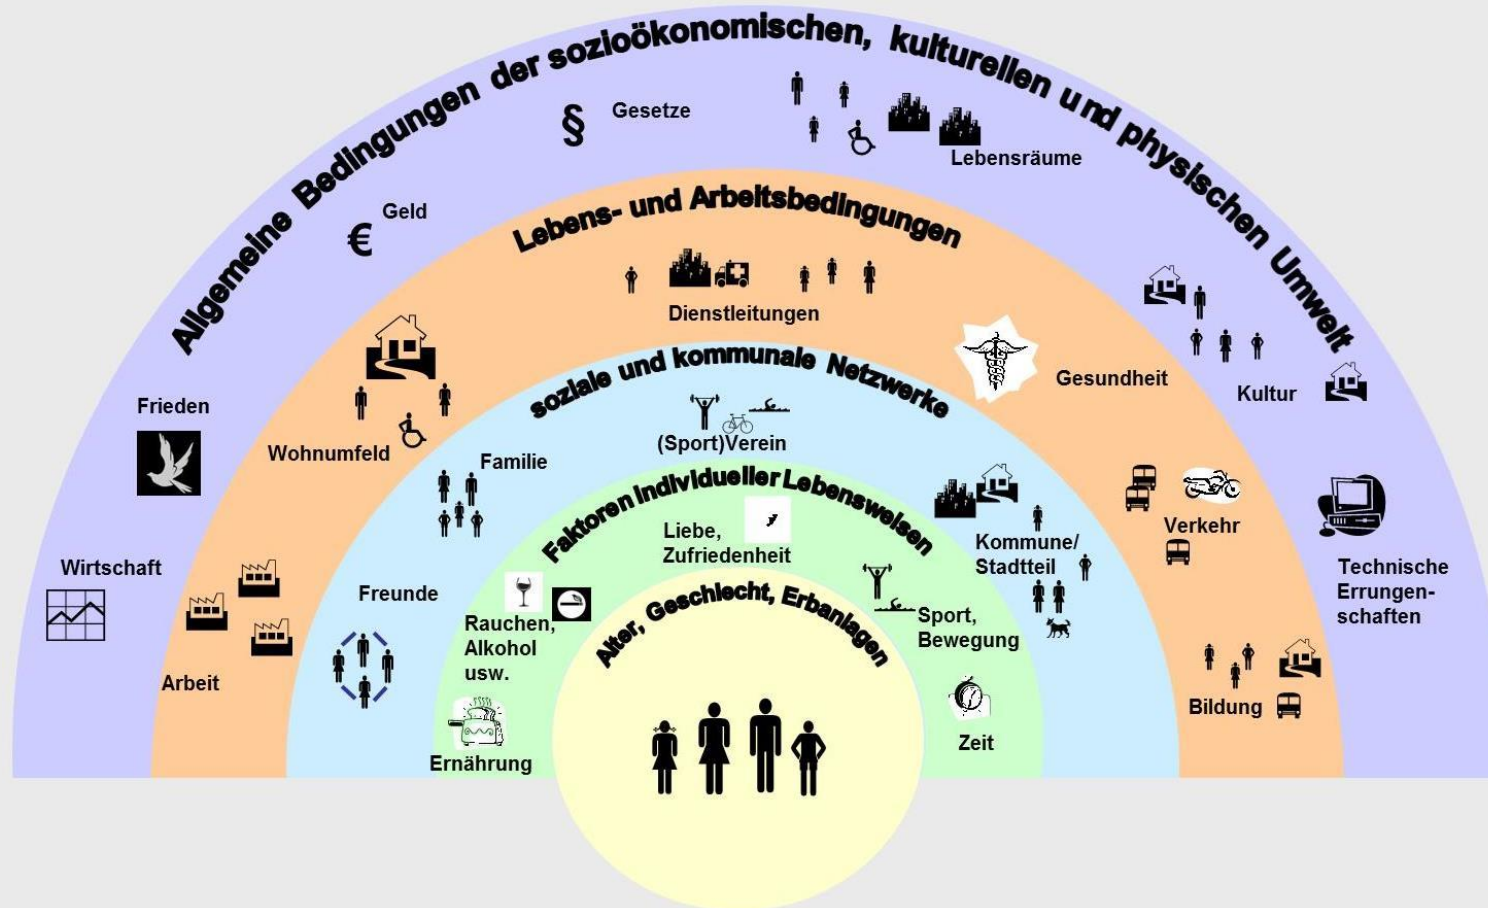 Allgemeine Bedingungen der sozioökonomischen, kulturellen und physischen Umwelt
§
Gesetze
Lebensräume
€
Geld
Frieden
Wirtschaft
Kultur
Technische
Errungen-
schaften
Lebens- und Arbeitsbedingungen
Dienstleitungen
Wohnumfeld
Arbeit
Gesundheit
Verkehr
Bildung
soziale und kommunale Netzwerke
(Sport)Verein
Familie
Freunde
Kommune/
Stadtteil
Faktoren individueller Lebensweisen
Liebe,
Zufriedenheit
Rauchen,
Alkohol
usw.
Ernährung
Sport,
Bewegung
Zeit
Alter, Geschlecht, Erbanlagen